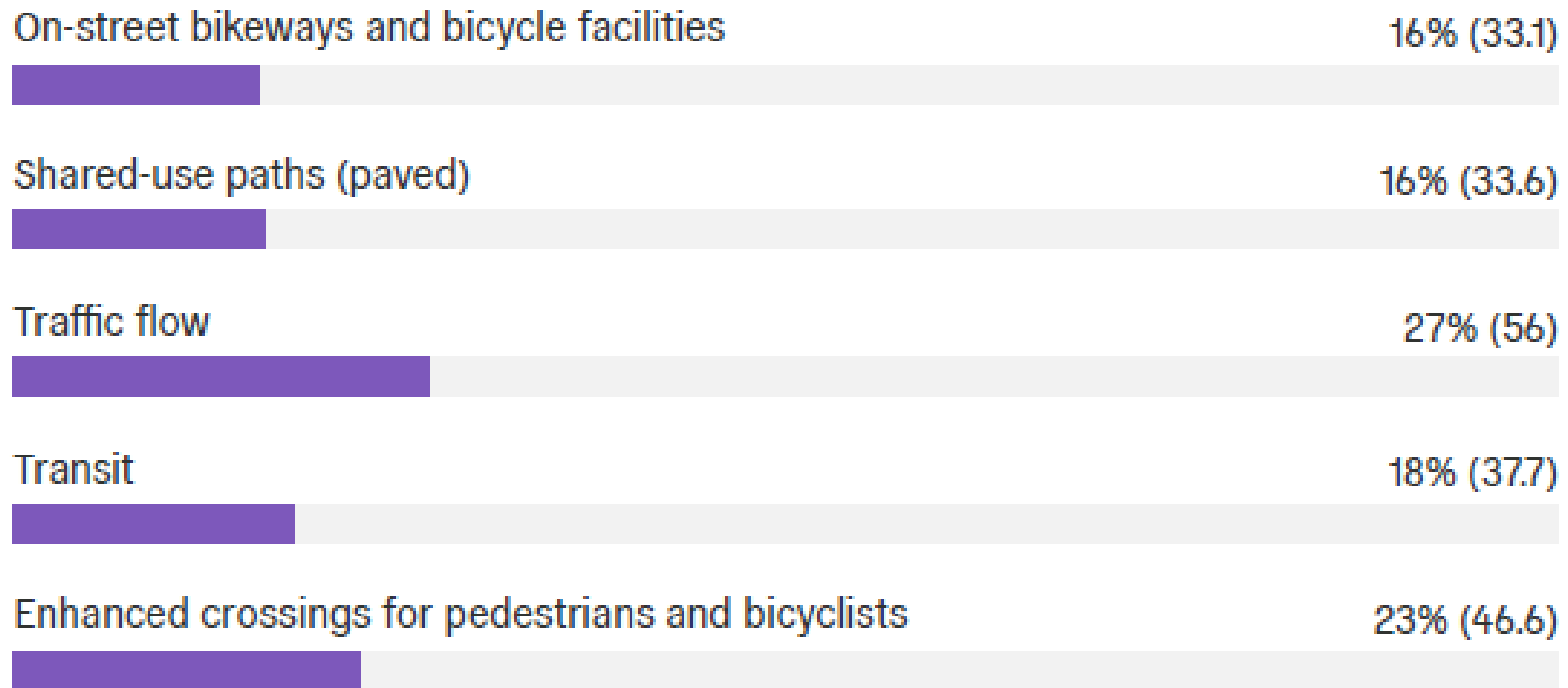 On-street bikeways and bicycle facilities 16% (33.1)
Shared-use paths (paved) 16% (33.6)
Traffic flow 27% (56)
Transit 18% (37.7)
Enhanced crossings for pedestrians and bicyclists 23% (46.6)